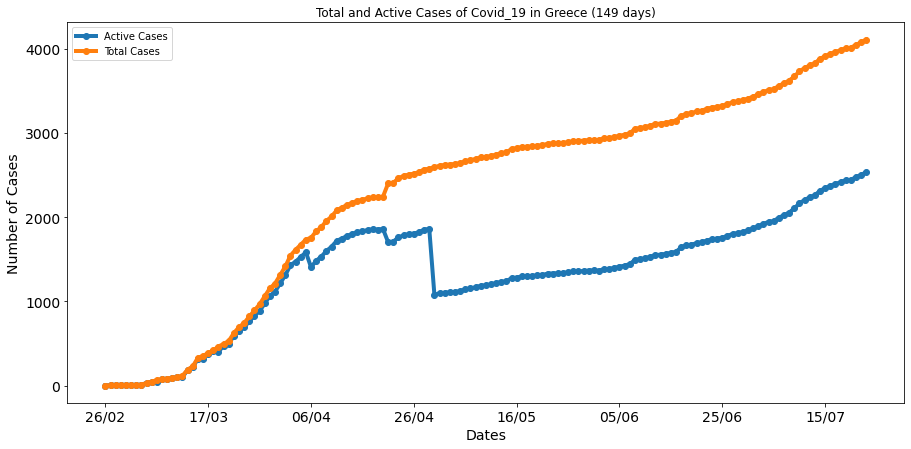 Total and Active Cases of Covid_19 in Greece (149 days)
Active Cases
Total Cases
Number of Cases
4000
3000
2000
1000
0
26/02 17/03 06/04 26/04 16/05 05/06 25/06 15/07
Dates